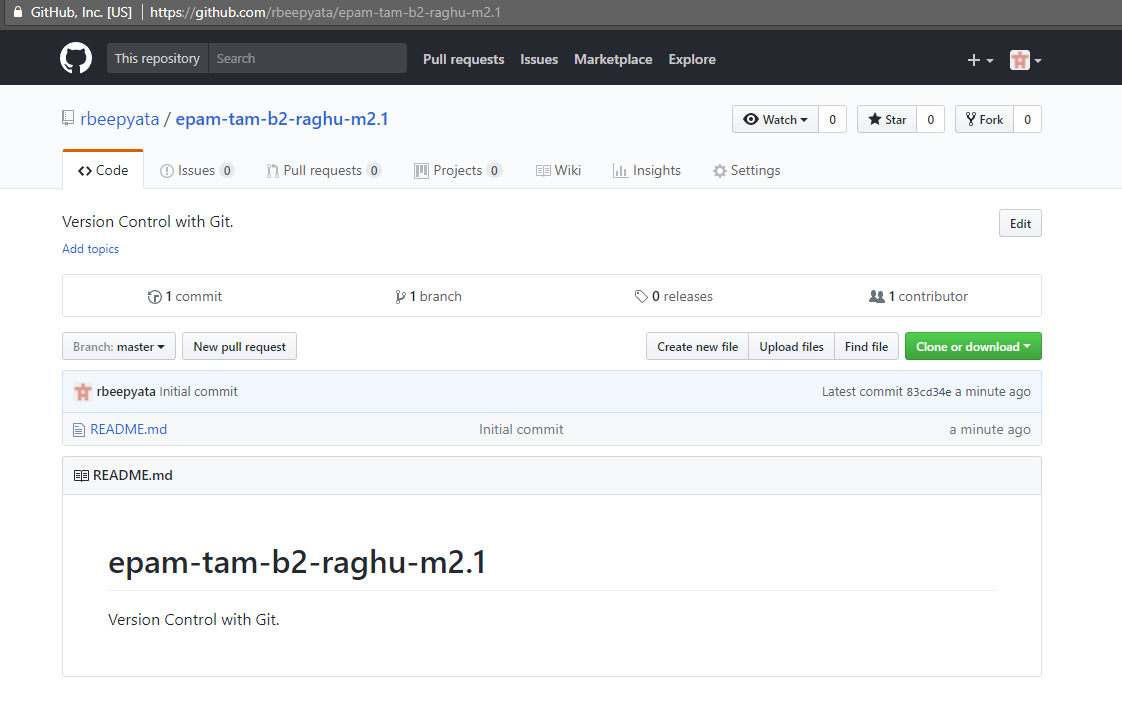 GitHub, Inc. [US] https://github.com/rbeepyata/epam-tam-b2-raghu-m2.1
This repository Search Pull requests Issues Marketplace Explore
rbeepyata / epam-tam-b2-raghu-m2.1 Watch 0 Star 0 Fork 0
Code Issues 0 Pull requests 0 Projects 0 Wiki Insights Settings
Version Control with Git. Edit
Add topics
1 commit 1 branch 0 releases 1 contributor
Branch: master New pull request Create new file Upload files Find file Clone or download
rbeepyata Initial commit Latest commit 83cd34e a minute ago
README.md Initial commit a minute ago
README.md
epam-tam-b2-raghu-m2.1
Version Control with Git.